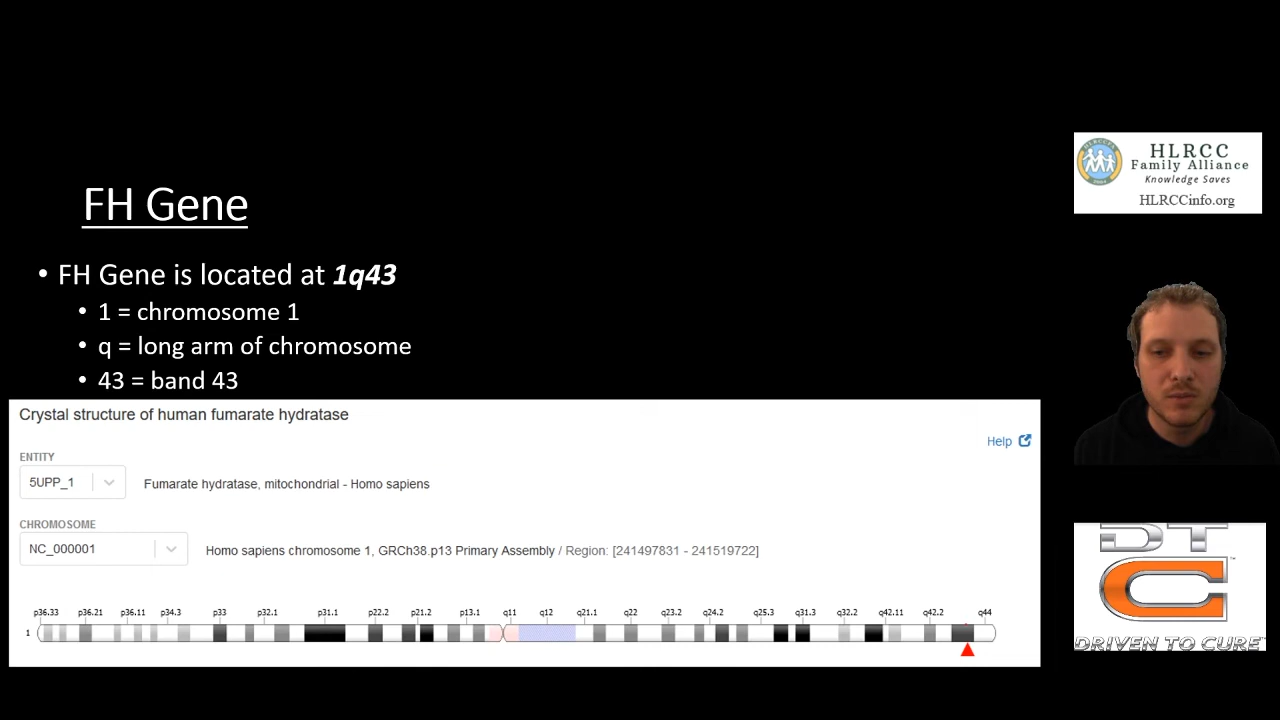 FH Gene
• FH Gene is located at 1q43
• 1 = chromosome 1
• q = long arm of chromosome
• 43 = band 43
Crystal structure of human fumarate hydratase
Help
ENTITY
5UPP_1
Fumarate hydratase, mitochondrial - Homo sapiens
CHROMOSOME
NC_000001
Homo sapiens chromosome 1, GRCh38.p13 Primary Assembly / Region: [241497831 - 241519722]
p36.33 p36.21 p36.11 p34.3 p33 p32.1 p31.1 p22.2 p21.2 p13.1 q11 q12 q21.1 q22 q23.2 q24.2 q25.3 q31.3 q32.2 q42.11 q42.2 q44
1
HLRCC
Family Alliance
Knowledge Saves
HLRCCinfo.org
DTC
DRIVEN TO CURE